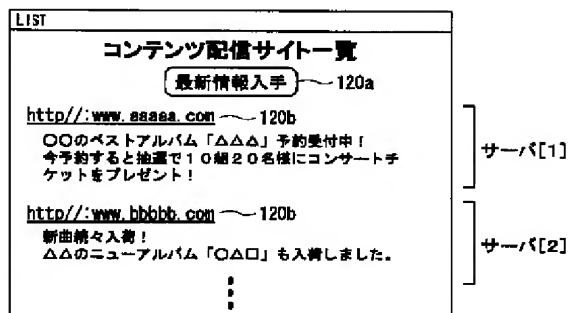 LIST
コンテンツ配信サイト一覧
最新情報入手 120a
http//:www.aaaaa.com 120b
〇〇のベストアルバム「△△△」予約受付中！
今予約すると抽選で10組20名様にコンサートチ
ケットをプレゼント！
サーバ[1]
http//:www.bbbbb.com 120b
新曲続々入荷！
△△のニューアルバム「〇△□」も入荷しました。
サーバ[2]